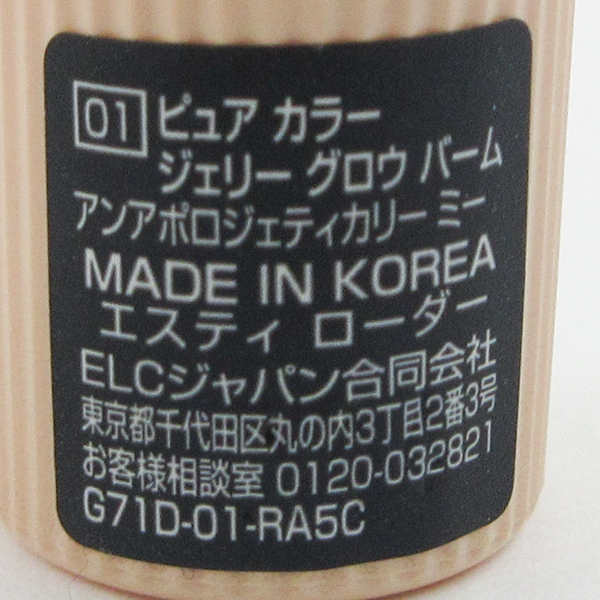 01 ピュア カラー
ジェリー グロウ バーム
アンアポロジェティカリー ミー
MADE IN KOREA
エスティ ローダー
ELCジャパン合同会社
東京都千代田区丸の内3丁目2番3号
お客様相談室 0120-032821
G71D-01-RA5C